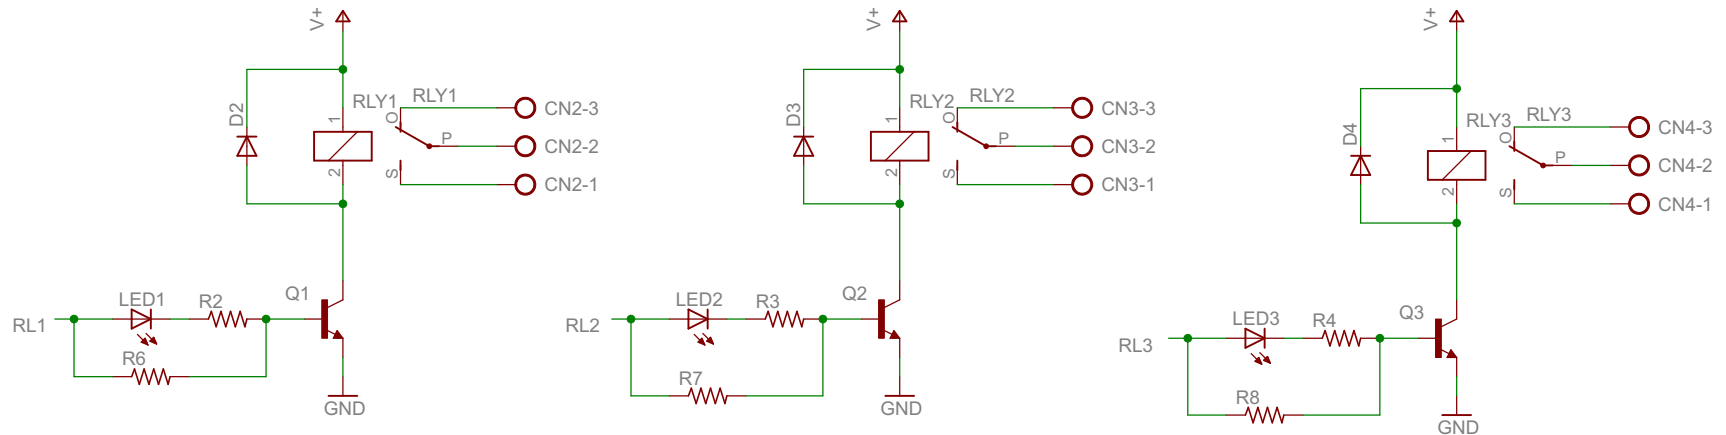 V+
D2
RLY1
1
2
O
RLY1
P
S
CN2-3
CN2-2
CN2-1
RL1
LED1
R2
R6
Q1
GND
V+
D3
RLY2
1
2
O
RLY2
P
S
CN3-3
CN3-2
CN3-1
RL2
LED2
R3
R7
Q2
GND
V+
D4
RLY3
1
2
O
RLY3
P
S
CN4-3
CN4-2
CN4-1
RL3
LED3
R4
R8
Q3
GND